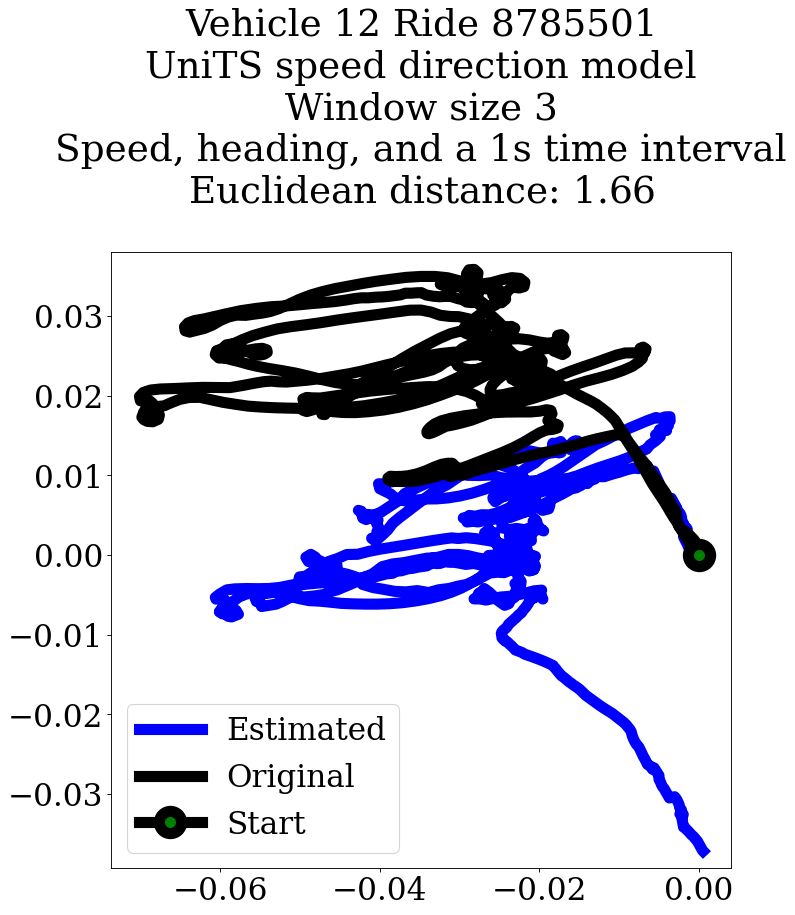 Vehicle 12 Ride 8785501
UniTS speed direction model
Window size 3
Speed, heading, and a 1s time interval
Euclidean distance: 1.66
0.03
0.02
0.01
0.00
−0.01
−0.02
−0.03
Estimated
Original
Start
−0.06
−0.04
−0.02
0.00